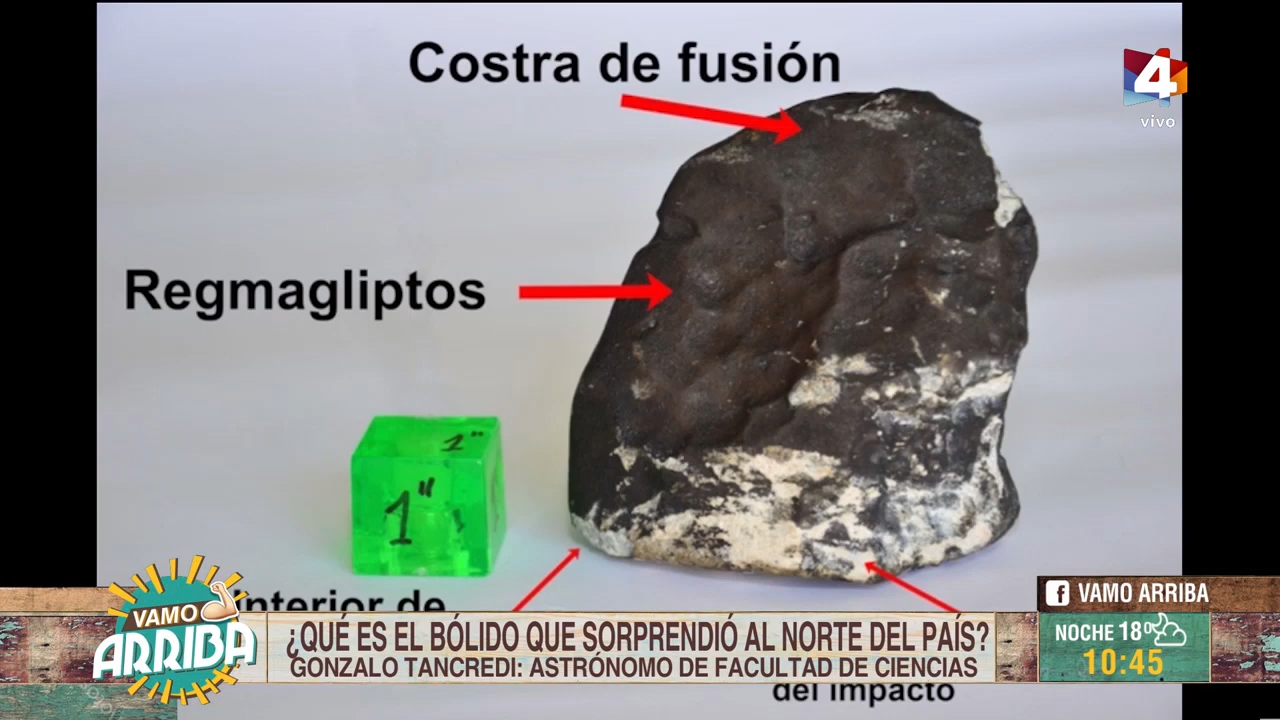 Costra de fusión
4
vivo
Regmagliptos
1"
1"
Interior de
VAMO
ARRIBA
¿QUÉ ES EL BÓLIDO QUE SORPRENDIÓ AL NORTE DEL PAÍS?
GONZALO TANCREDI: ASTRÓNOMO DE FACULTAD DE CIENCIAS
f VAMO ARRIBA
NOCHE 18º
10:45
del impacto